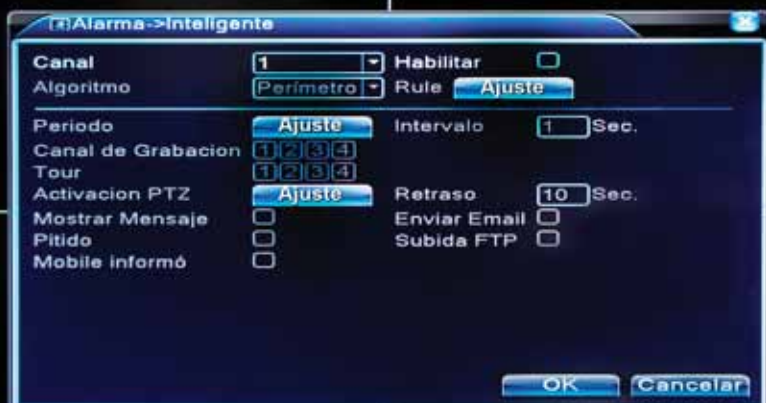 Alarma->Inteligente
Canal 1 Habilitar
Algoritmo Perímetro Rule Ajuste
Periodo Ajuste Intervalo 1 Sec.
Canal de Grabacion 1 2 3 4
Tour 1 2 3 4
Activacion PTZ Ajuste Retraso 10 Sec.
Mostrar Mensaje Enviar Email
Pitido Subida FTP
Mobile informó
OK Cancelar